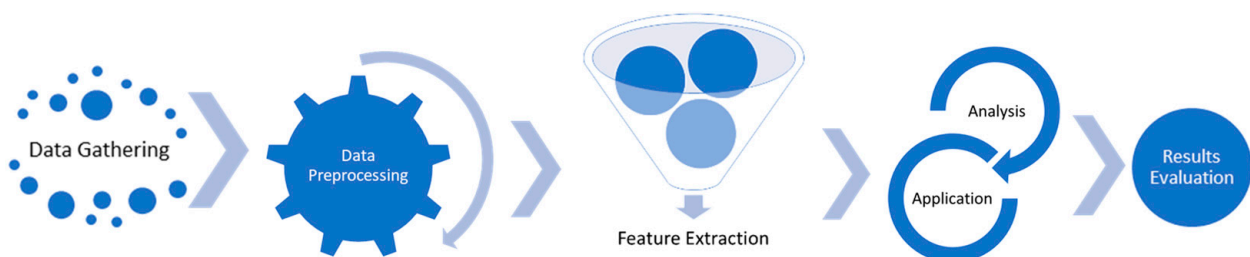 Data Gathering
Data
Preprocessing
Feature Extraction
Analysis
Application
Results
Evaluation